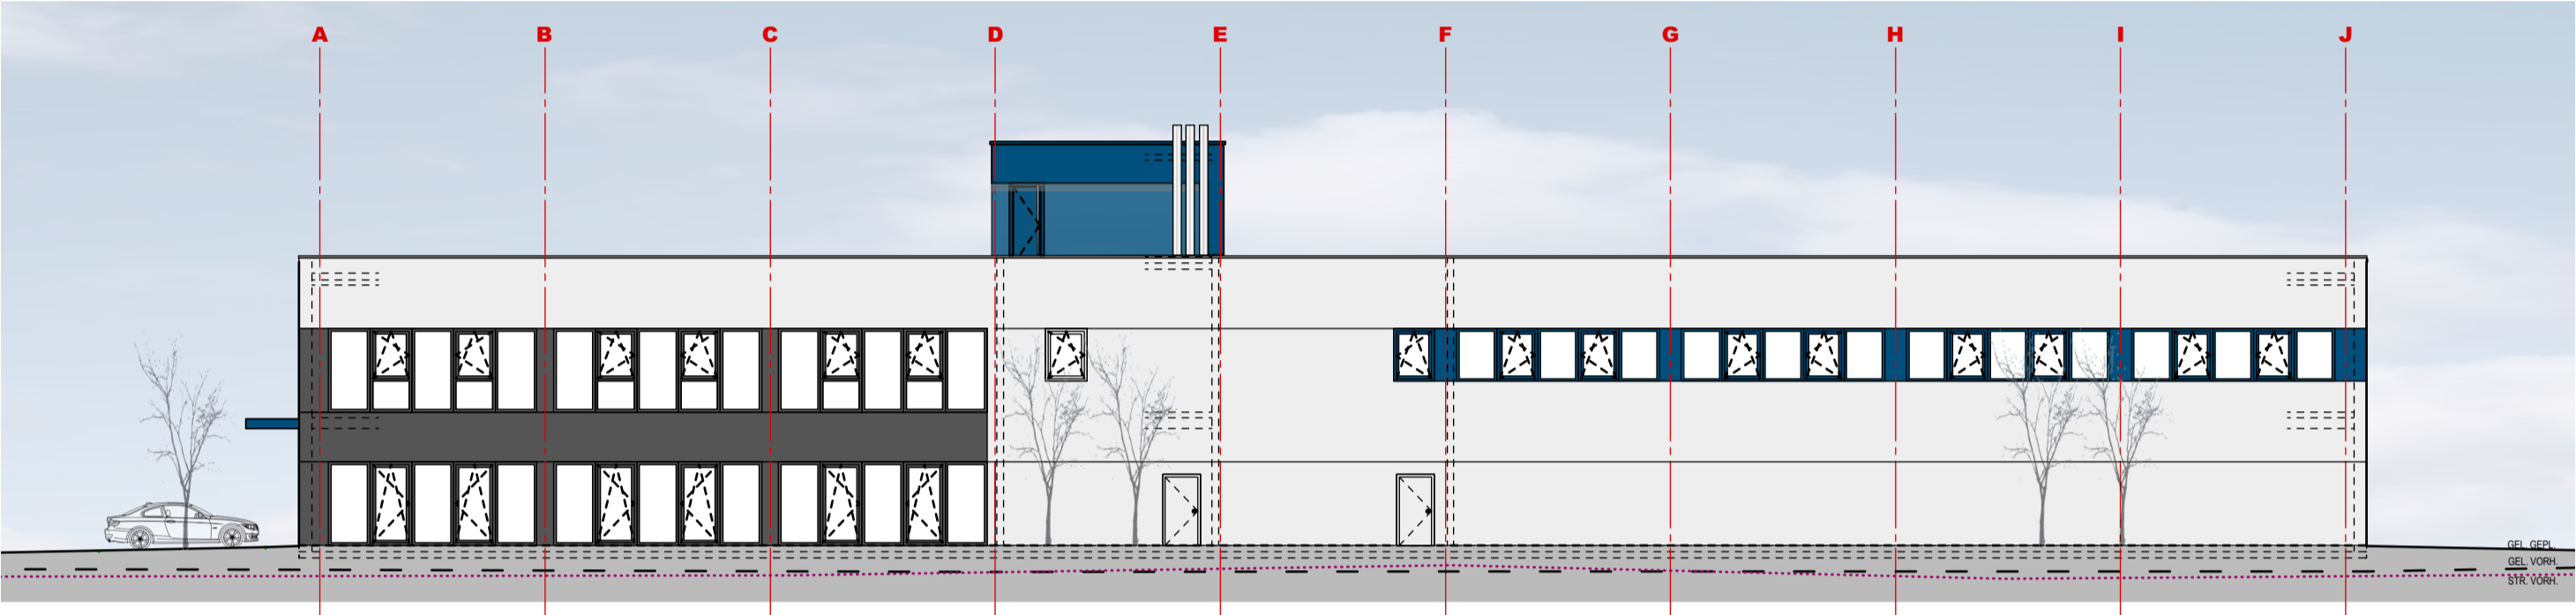 A B C D E F G H I J
GEL. GEPL.
GEL. VORH.
STR. VORH.